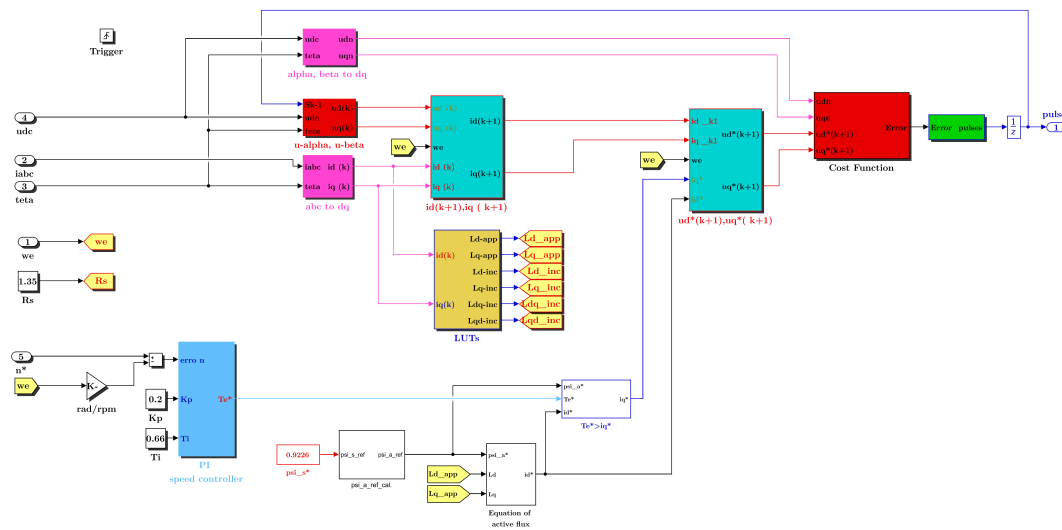 Trigger
udc
teta
udn
uqn
alpha, beta to dq
Sk-1
udc
teta
ud(k)
uq(k)
u-alpha, u-beta
4
udc
2
iabc
3
teta
iabc
teta
id (k)
iq (k)
abc to dq
ud (k)
uq (k)
we
we
id (k)
iq (k)
id(k+1)
iq(k+1)
id(k+1),iq ( k+1)
id _k1
iq _k1
we
we
iq*
id*
ud*(k+1)
uq*(k+1)
ud*(k+1),uq*( k+1)
udn
uqn
ud*(k+1)
uq*(k+1)
Error
Cost Function
Error pulses
1
z
pulse
1
1
we
we
1.35
Rs
Rs
id(k)
iq(k)
Ld-app
Lq-app
Ld-inc
Lq-inc
Ldq-inc
Lqd-inc
LUTs
Ld_app
Lq_app
Ld_inc
Lq_inc
Ldq_inc
Lqd_inc
5
n*
we
K-
rad/rpm
+
−
0.2
Kp
0.66
Ti
erro n
Kp
Ti
Te*
PI
speed controller
0.9226
psi_s*
psi_s_ref
psi_a_ref
psi_a_ref_cal.
Ld_app
Lq_app
psi_a*
Ld
Lq
id*
Equation of
active flux
psi_a*
Te*
id*
iq*
Te*>iq*